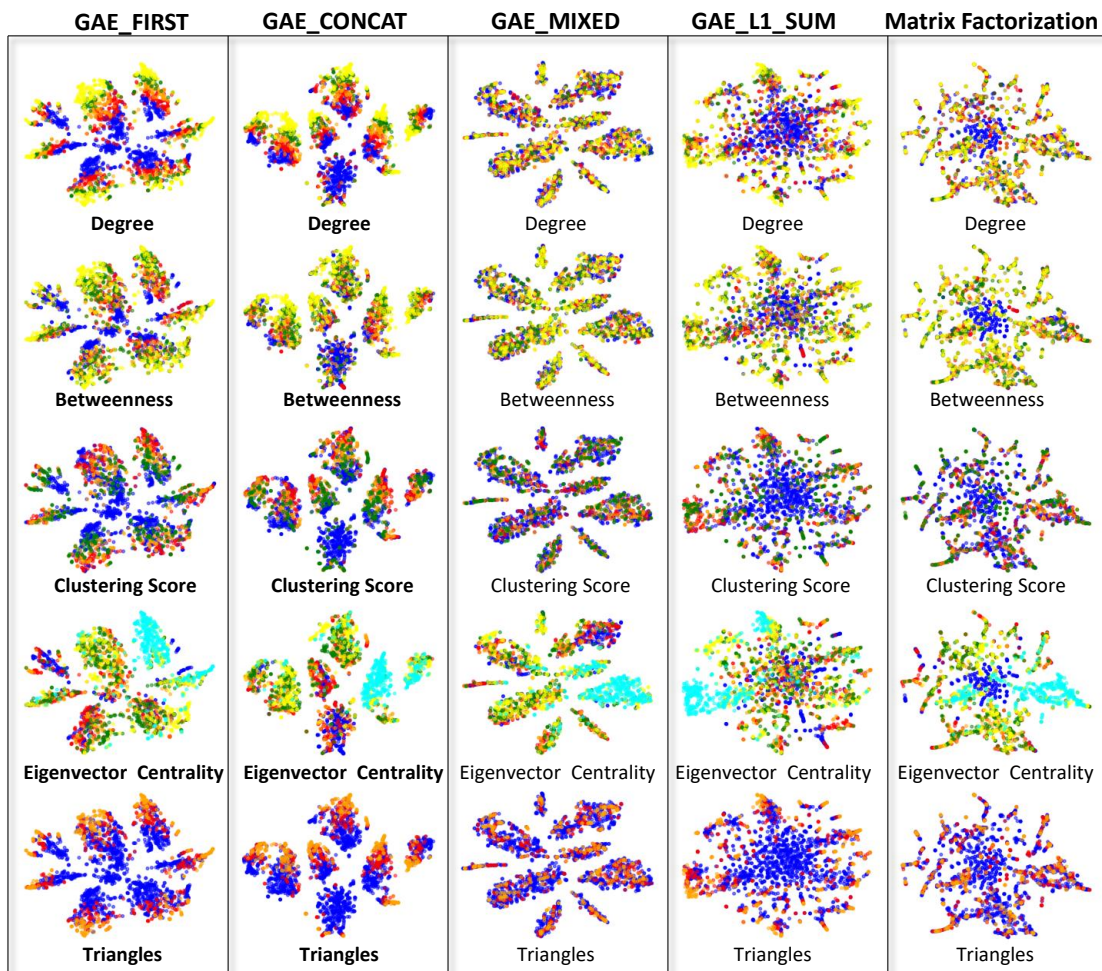 GAE_FIRST GAE_CONCAT GAE_MIXED GAE_L1_SUM Matrix Factorization
Degree Degree Degree Degree Degree
Betweenness Betweenness Betweenness Betweenness Betweenness
Clustering Score Clustering Score Clustering Score Clustering Score Clustering Score
Eigenvector Centrality Eigenvector Centrality Eigenvector Centrality Eigenvector Centrality Eigenvector Centrality
Triangles Triangles Triangles Triangles Triangles